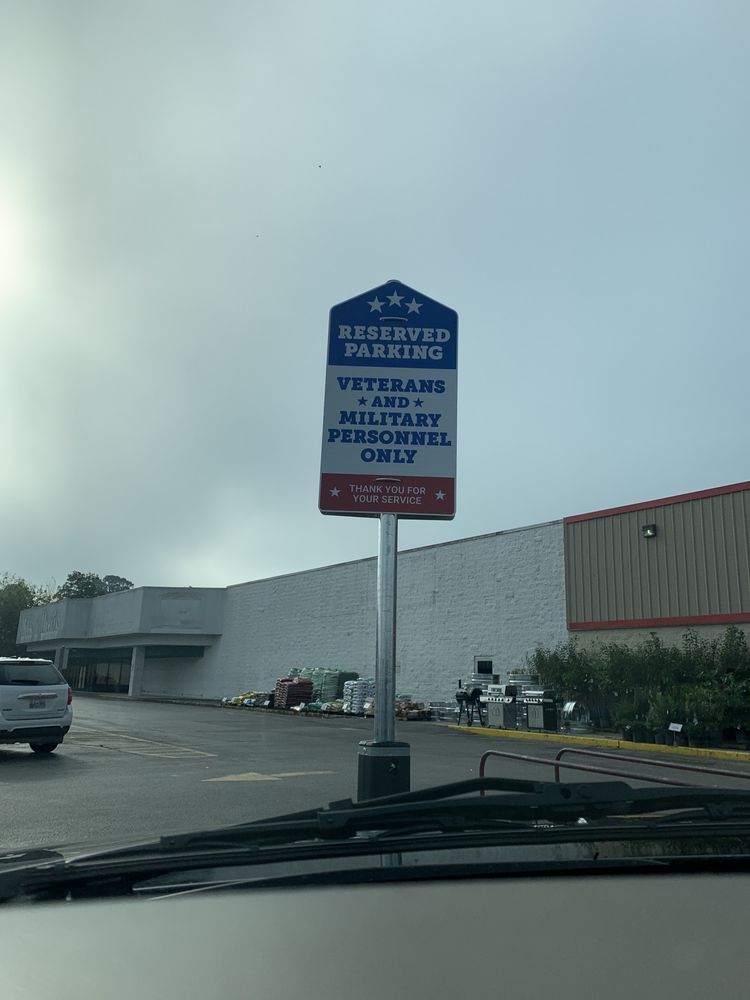 RESERVED
PARKING
VETERANS
AND
MILITARY
PERSONNEL
ONLY
THANK YOU FOR
YOUR SERVICE